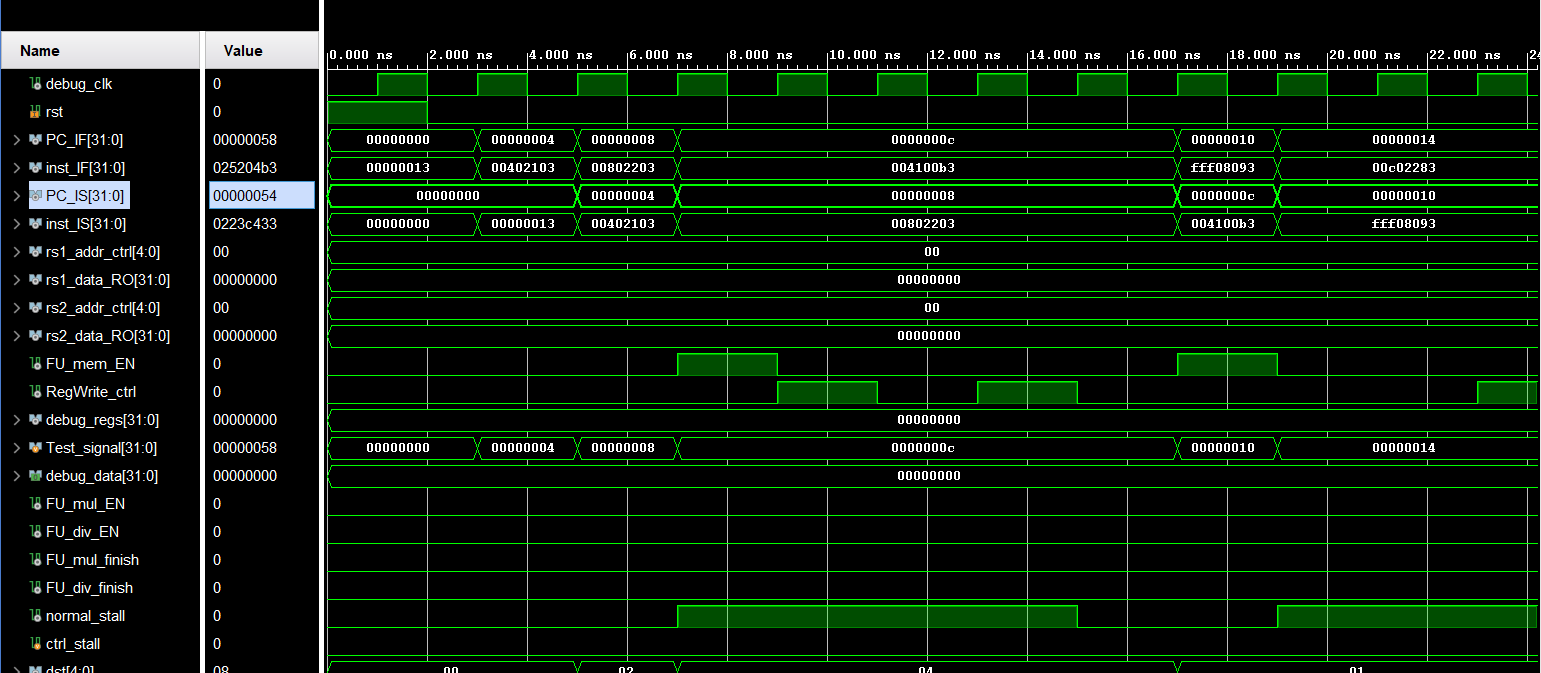 Name Value 0.000 ns 2.000 ns 4.000 ns 6.000 ns 8.000 ns 10.000 ns 12.000 ns 14.000 ns 16.000 ns 18.000 ns 20.000 ns 22.000 ns 24
debug_clk 0
rst 0
PC_IF[31:0] 00000058 00000000 00000004 00000008 0000000c 00000010 00000014
inst_IF[31:0] 025204b3 00000013 00402103 00802203 004100b3 fff08093 00c02283
PC_IS[31:0] 00000054 00000000 00000004 00000008 0000000c 00000010
inst_IS[31:0] 0223c433 00000000 00000013 00402103 00802203 004100b3 fff08093
rs1_addr_ctrl[4:0] 00 00
rs1_data_RO[31:0] 00000000 00000000
rs2_addr_ctrl[4:0] 00 00
rs2_data_RO[31:0] 00000000 00000000
FU_mem_EN 0
RegWrite_ctrl 0
debug_regs[31:0] 00000000 00000000
Test_signal[31:0] 00000058 00000000 00000004 00000008 0000000c 00000010 00000014
debug_data[31:0] 00000000 00000000
FU_mul_EN 0
FU_div_EN 0
FU_mul_finish 0
FU_div_finish 0
normal_stall 0
ctrl_stall 0
dst[4:0] 08 00 02 04 01